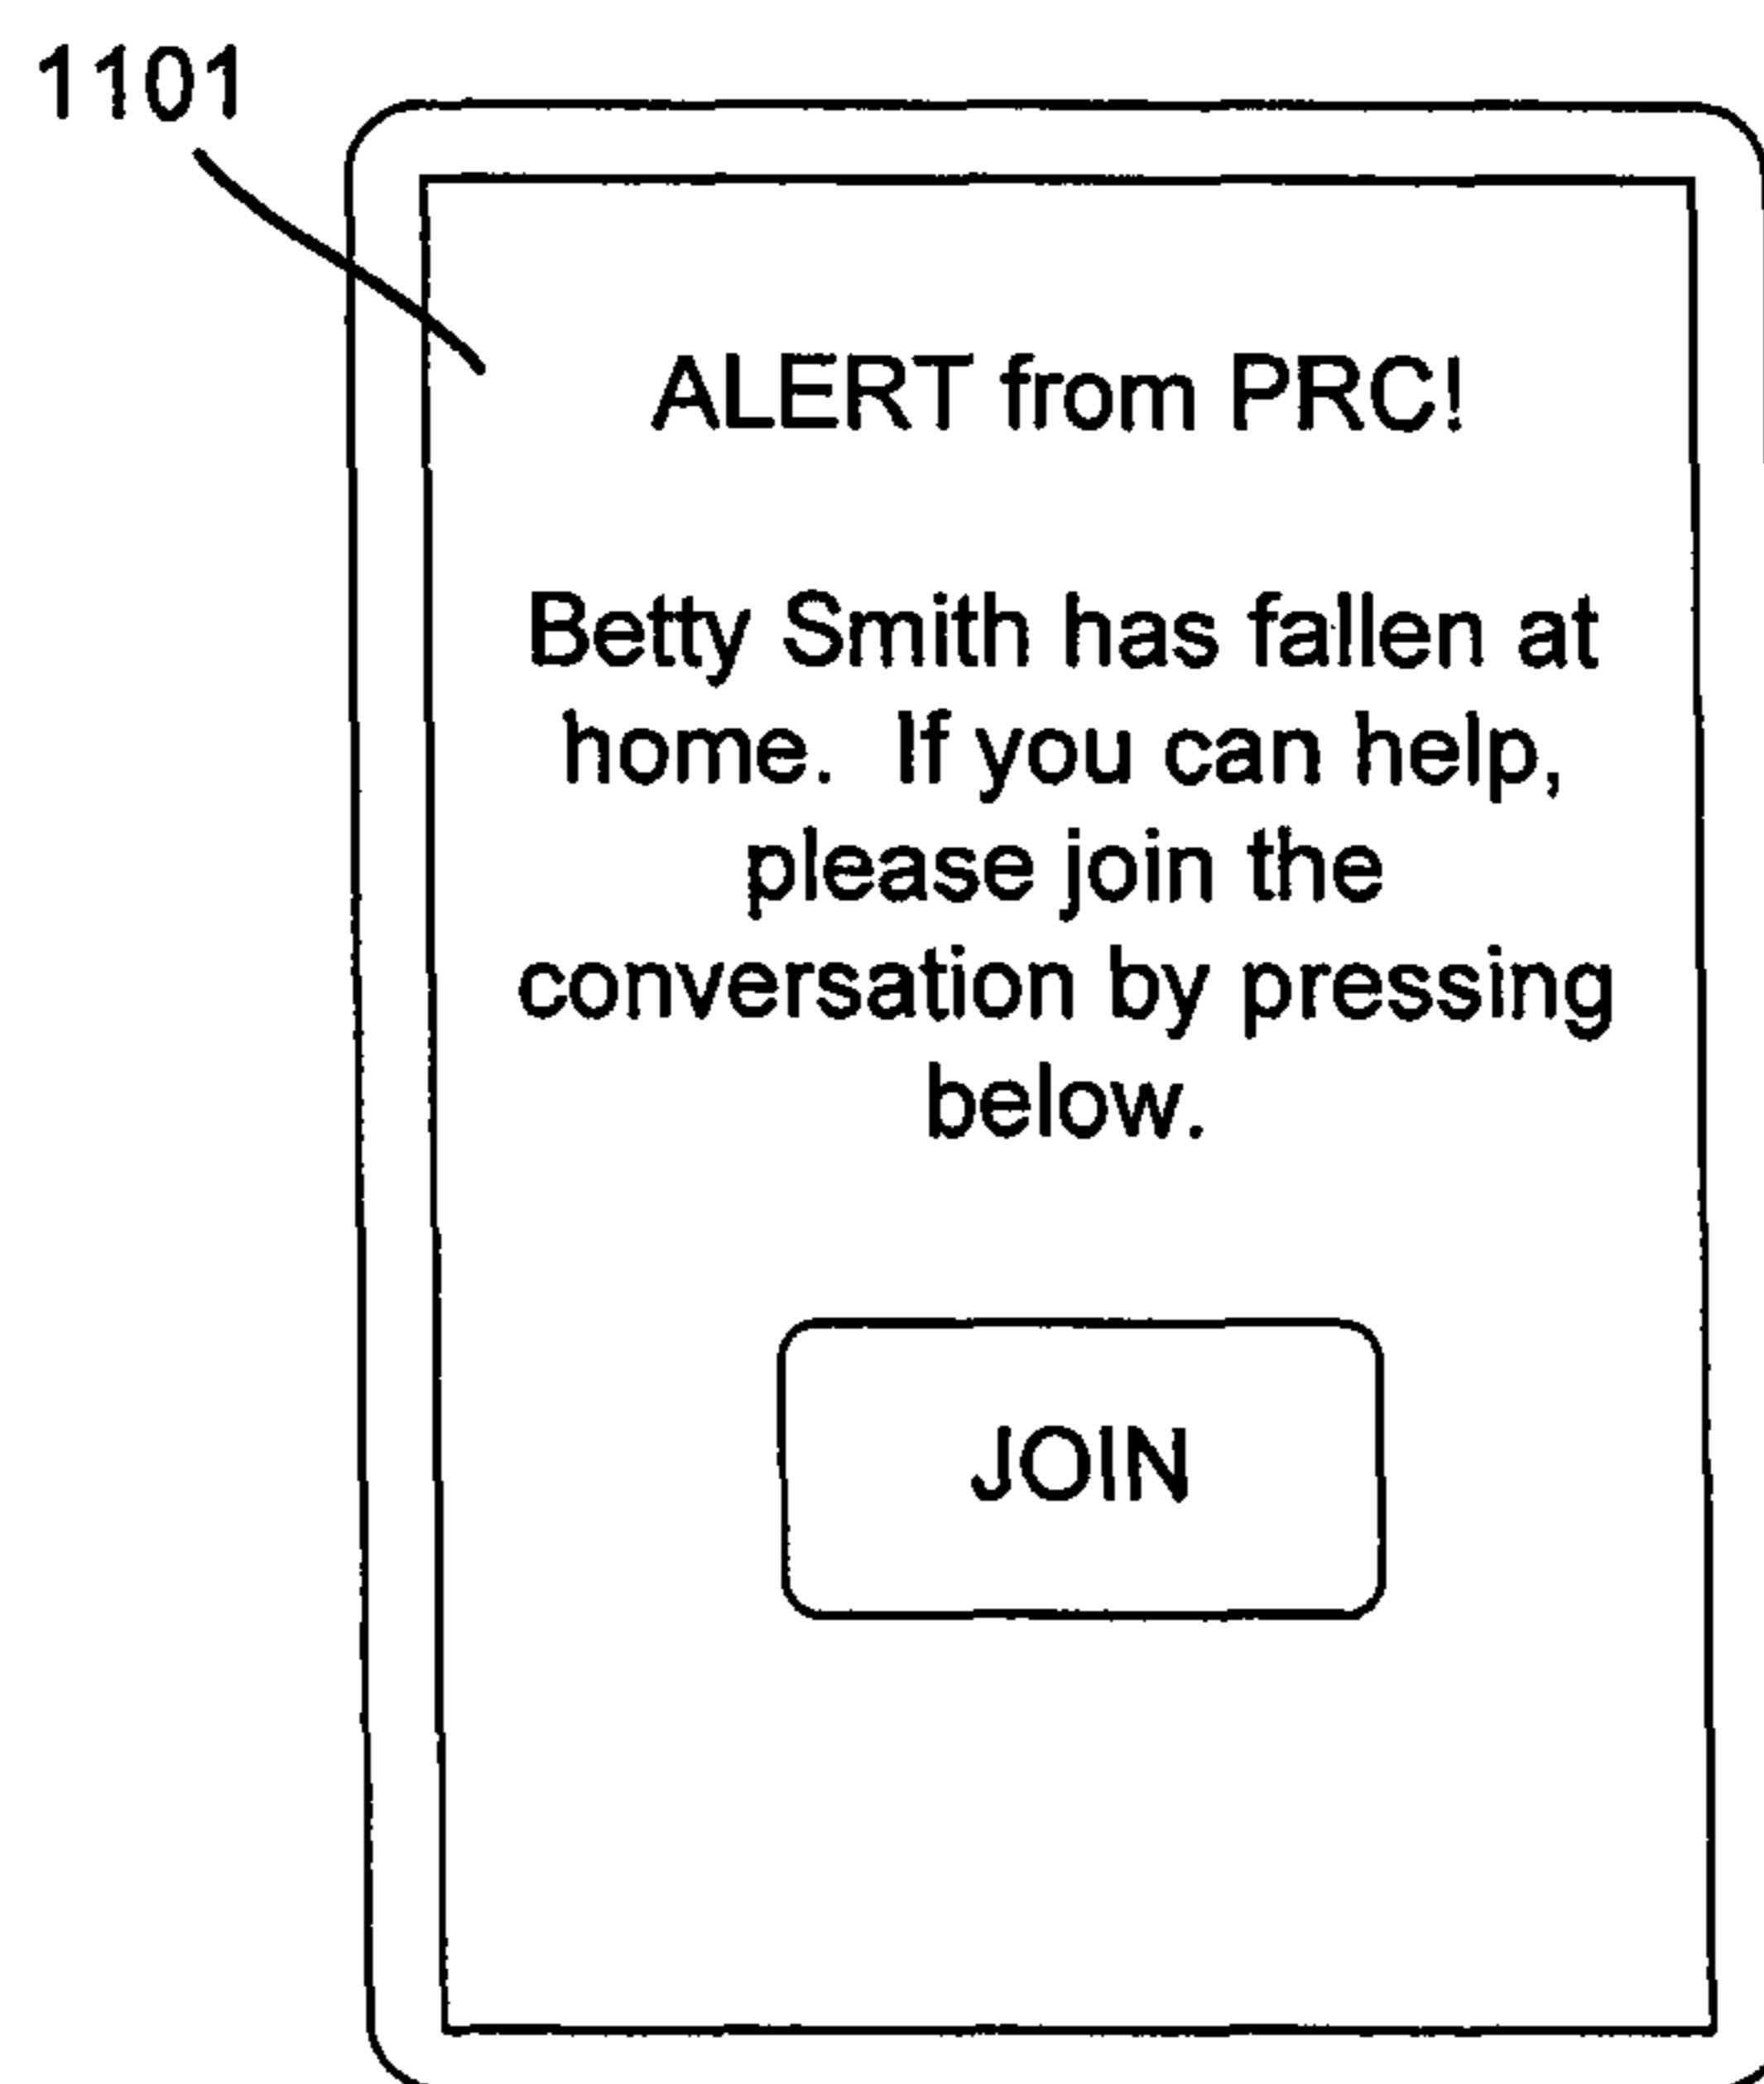 1101
ALERT from PRC!
Betty Smith has fallen at
home.  If you can help,
please join the
conversation by pressing
below.
JOIN